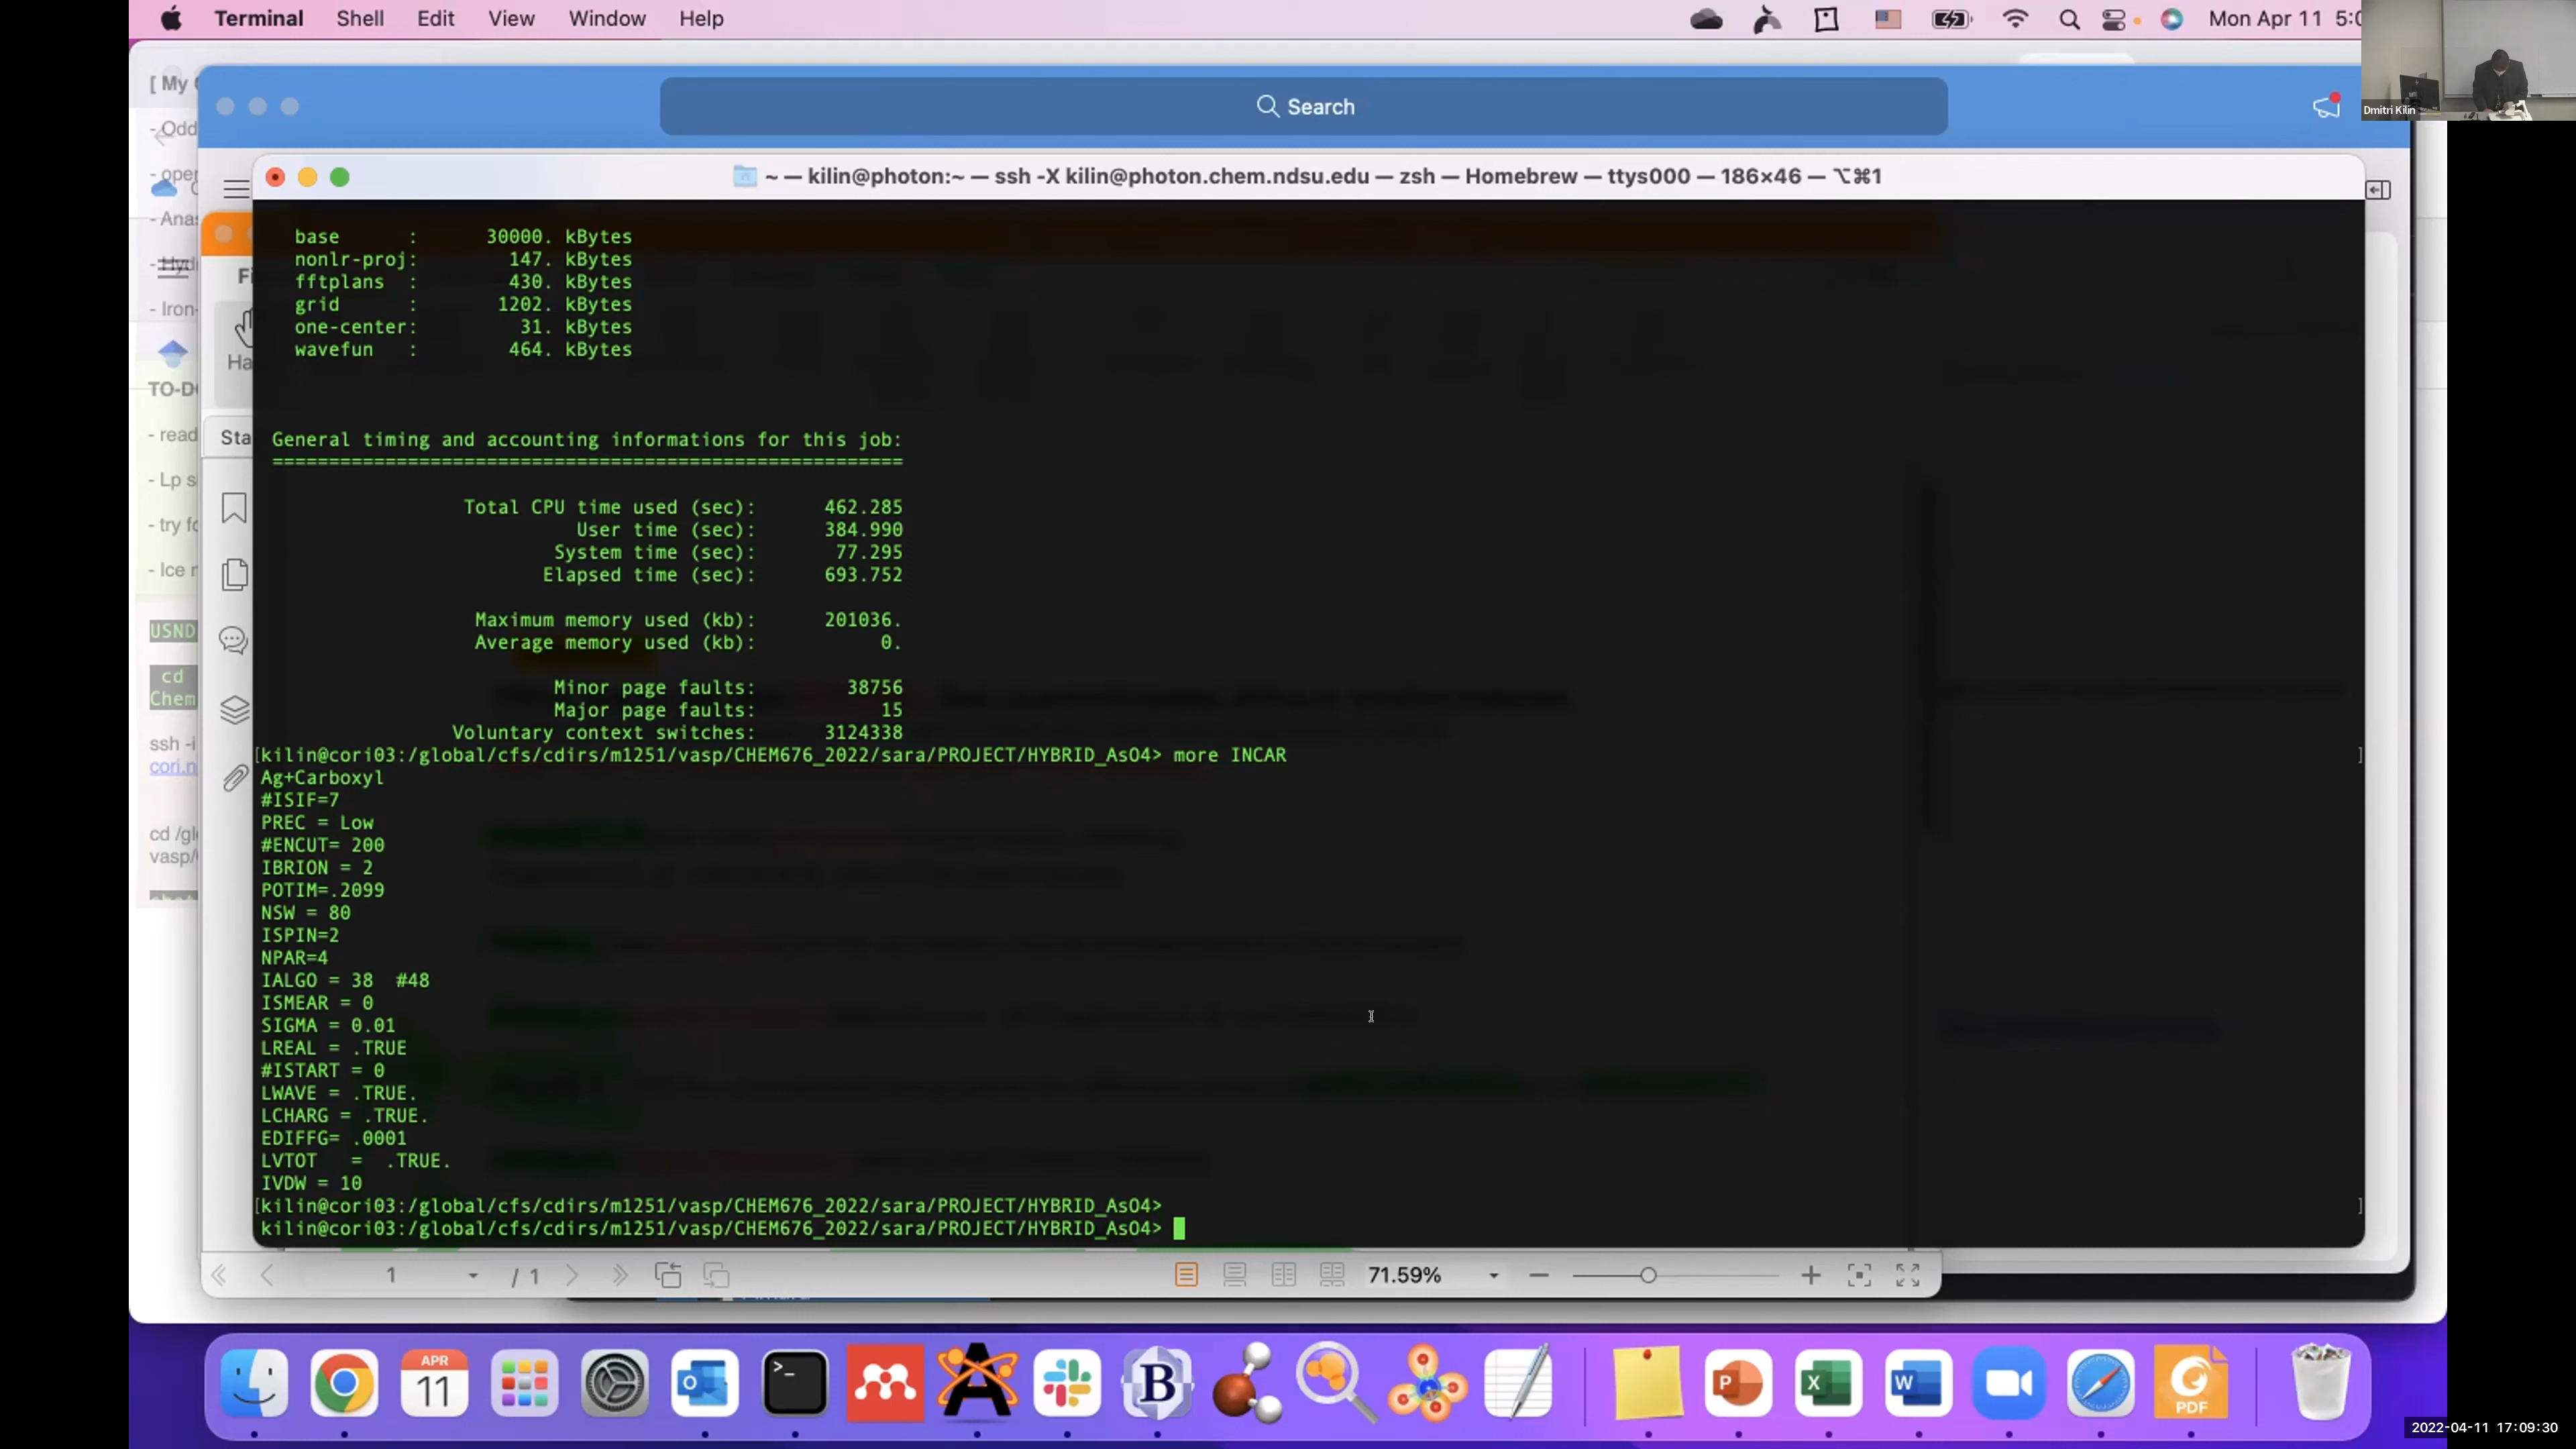 Terminal Shell Edit View Window Help Mon Apr 11
Dmitri Kilin
Search
~ — kilin@photon:~ — ssh -X kilin@photon.chem.ndsu.edu — zsh — Homebrew — ttys000 — 186×46 — ⌥⌘1
base : 30000. kBytes
nonlr-proj: 147. kBytes
fftplans : 430. kBytes
grid : 1202. kBytes
one-center: 31. kBytes
wavefun : 464. kBytes
General timing and accounting informations for this job:
========================================================
Total CPU time used (sec): 462.285
User time (sec): 384.990
System time (sec): 77.295
Elapsed time (sec): 693.752
Maximum memory used (kb): 201036.
Average memory used (kb): 0.
Minor page faults: 38756
Major page faults: 15
Voluntary context switches: 3124338
[kilin@cori03:/global/cfs/cdirs/m1251/vasp/CHEM676_2022/sara/PROJECT/HYBRID_AsO4> more INCAR ]
Ag+Carboxyl
#ISIF=7
PREC = Low
#ENCUT= 200
IBRION = 2
POTIM=.2099
NSW = 80
ISPIN=2
NPAR=4
IALGO = 38 #48
ISMEAR = 0
SIGMA = 0.01
LREAL = .TRUE
#ISTART = 0
LWAVE = .TRUE.
LCHARG = .TRUE.
EDIFFG= .0001
LVTOT = .TRUE.
IVDW = 10
[kilin@cori03:/global/cfs/cdirs/m1251/vasp/CHEM676_2022/sara/PROJECT/HYBRID_AsO4> ]
kilin@cori03:/global/cfs/cdirs/m1251/vasp/CHEM676_2022/sara/PROJECT/HYBRID_AsO4>
[ My
- Odd
- Iron-
- read
USND
cd
Chem
ssh -i
1 / 1 71.59%
APR
11
B
P
X
W
PDF
2022-04-11 17:09:30